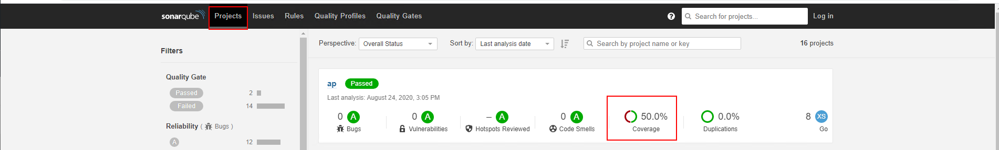 sonarqube Projects Issues Rules Quality Profiles Quality Gates ? Search for projects... Log in
Perspective: Overall Status Sort by: Last analysis date Search by project name or key 16 projects
Filters
Quality Gate
Passed 2
Failed 14
Reliability ( Bugs )
A 12
ap Passed
Last analysis: August 24, 2020, 3:05 PM
0 A 0 A – A 0 A 50.0% 0.0% 8 XS
Bugs Vulnerabilities Hotspots Reviewed Code Smells Coverage Duplications Go